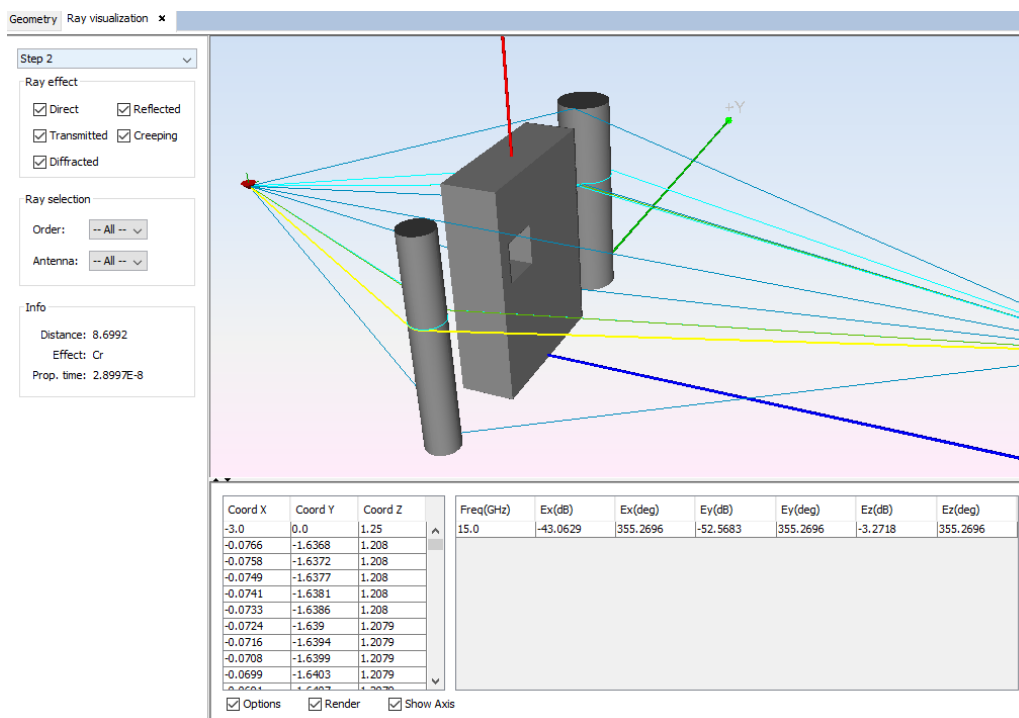 Geometry Ray visualization ×
Step 2
Ray effect
Direct Reflected
Transmitted Creeping
Diffracted
Ray selection
Order: -- All --
Antenna: -- All --
Info
Distance: 8.6992
Effect: Cr
Prop. time: 2.8997E-8
+Y
Coord X Coord Y Coord Z
-3.0 0.0 1.25
-0.0766 -1.6368 1.208
-0.0758 -1.6372 1.208
-0.0749 -1.6377 1.208
-0.0741 -1.6381 1.208
-0.0733 -1.6386 1.208
-0.0724 -1.639 1.2079
-0.0716 -1.6394 1.2079
-0.0708 -1.6399 1.2079
-0.0699 -1.6403 1.2079
Freq(GHz) Ex(dB) Ex(deg) Ey(dB) Ey(deg) Ez(dB) Ez(deg)
15.0 -43.0629 355.2696 -52.5683 355.2696 -3.2718 355.2696
Options Render Show Axis